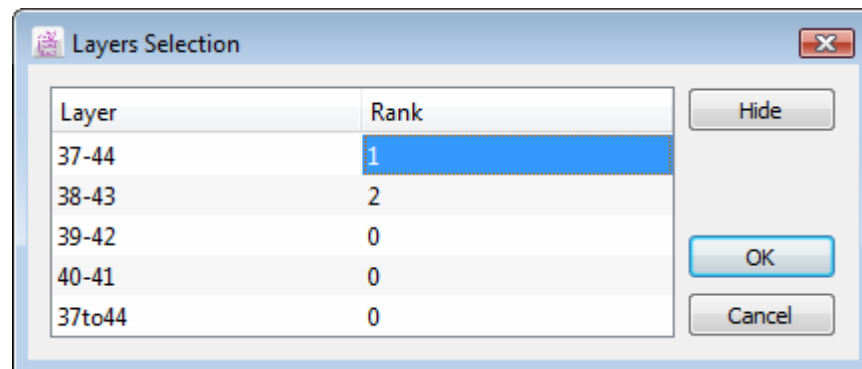 Layers Selection
Layer Rank
37-44 1
38-43 2
39-42 0
40-41 0
37to44 0
Hide
OK
Cancel